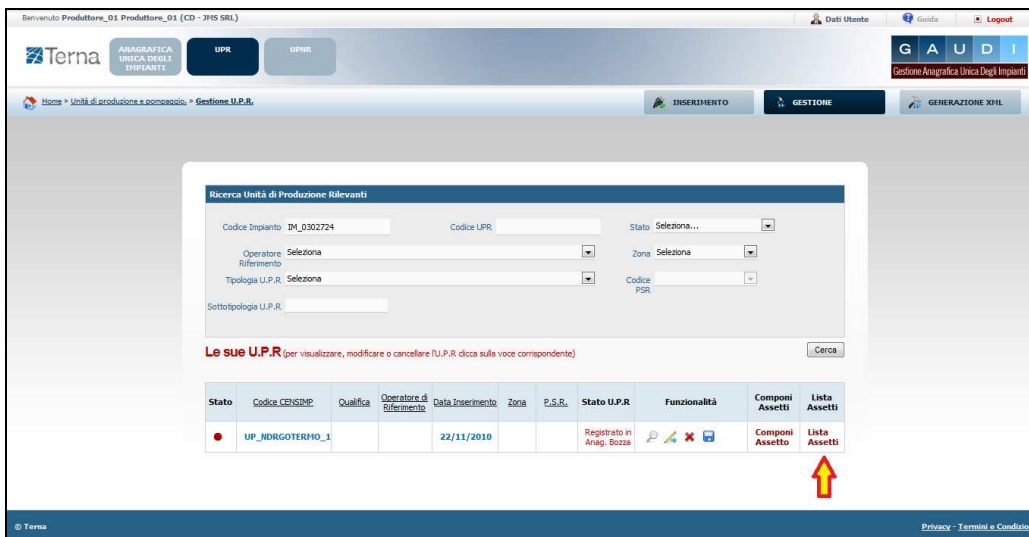 Benvenuto Produttore_01 Produttore_01 (CD - JMS SRL)
Dati Utente
Guida
Logout
Terna
ANAGRAFICA UNICA DEGLI IMPIANTI
UPR
UPNR
G A U D I
Gestione Anagrafica Unica Degli Impianti
Home » Unità di produzione e pompaggio. » Gestione U.P.R.
INSERIMENTO
GESTIONE
GENERAZIONE XML
Ricerca Unità di Produzione Rilevanti
Codice Impianto IM_0302724
Codice UPR
Stato Seleziona...
Operatore Riferimento Seleziona
Zona Seleziona
Tipologia U.P.R Seleziona
Codice PSR
Sottotipologia U.P.R
Le sue U.P.R (per visualizzare, modificare o cancellare l'U.P.R clicca sulla voce corrispondente)
Cerca
Stato Codice CENSIMP Qualifica Operatore di Riferimento Data Inserimento Zona P.S.R. Stato U.P.R Funzionalità Componi Assetti Lista Assetti
UP_NDRGOTERMO_1 22/11/2010 Registrato in Anag. Bozza Componi Assetto Lista Assetti
© Terna
Privacy - Termini e Condizio